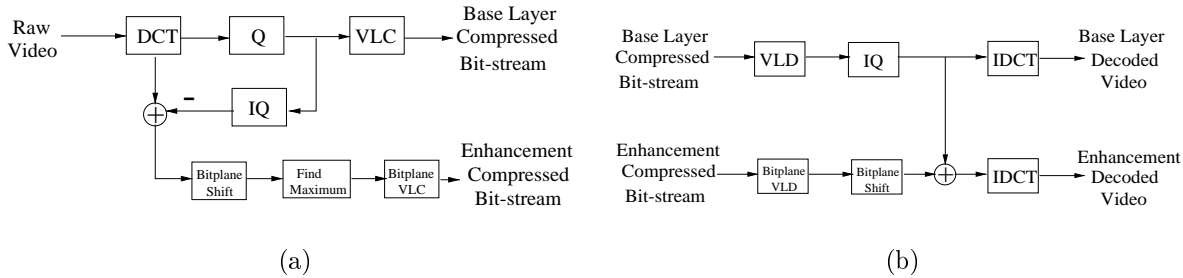 Raw
Video
DCT
Q
VLC
Base Layer
Compressed
Bit-stream
−
IQ
+
Bitplane
Shift
Find
Maximum
Bitplane
VLC
Enhancement
Compressed
Bit-stream
(a)
Base Layer
Compressed
Bit-stream
VLD
IQ
IDCT
Base Layer
Decoded
Video
Enhancement
Compressed
Bit-stream
Bitplane
VLD
Bitplane
Shift
+
IDCT
Enhancement
Decoded
Video
(b)